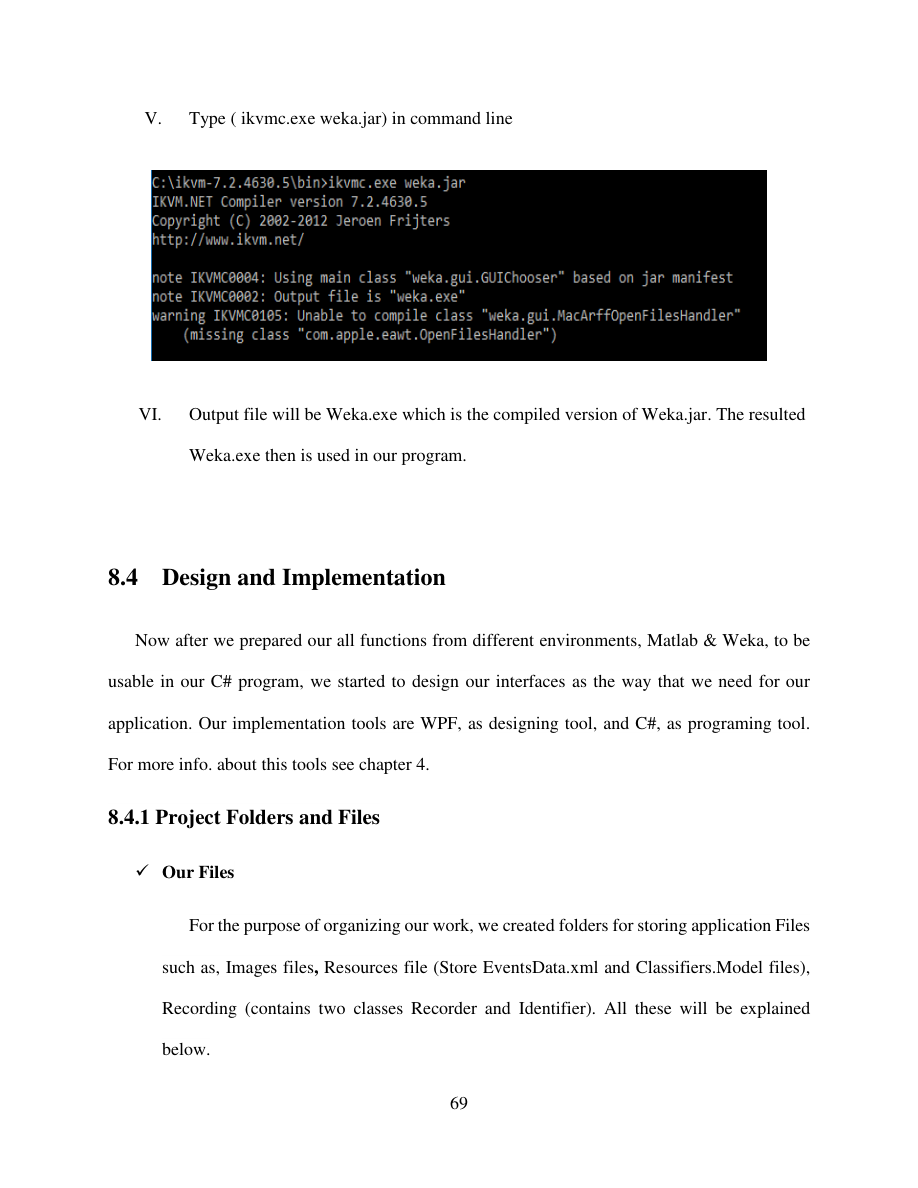 V. Type ( ikvmc.exe weka.jar) in command line
C:\ikvm-7.2.4630.5\bin>ikvmc.exe weka.jar
IKVM.NET Compiler version 7.2.4630.5
Copyright (C) 2002-2012 Jeroen Frijters
http://www.ikvm.net/
note IKVMC0004: Using main class "weka.gui.GUIChooser" based on jar manifest
note IKVMC0002: Output file is "weka.exe"
warning IKVMC0105: Unable to compile class "weka.gui.MacArffOpenFilesHandler"
(missing class "com.apple.eawt.OpenFilesHandler")
VI. Output file will be Weka.exe which is the compiled version of Weka.jar. The resulted
Weka.exe then is used in our program.
8.4 Design and Implementation
Now after we prepared our all functions from different environments, Matlab & Weka, to be
usable in our C# program, we started to design our interfaces as the way that we need for our
application. Our implementation tools are WPF, as designing tool, and C#, as programing tool.
For more info. about this tools see chapter 4.
8.4.1 Project Folders and Files
✓ Our Files
For the purpose of organizing our work, we created folders for storing application Files
such as, Images files, Resources file (Store EventsData.xml and Classifiers.Model files),
Recording (contains two classes Recorder and Identifier). All these will be explained
below.
69